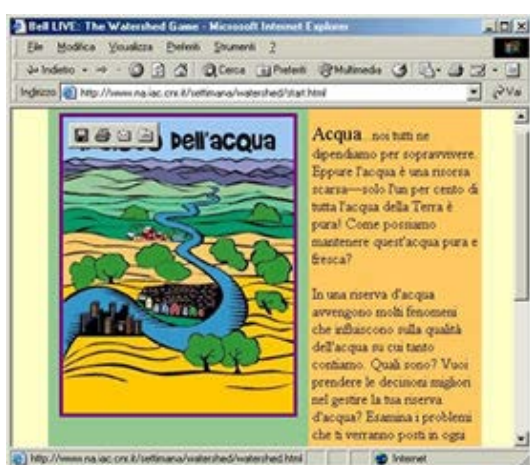 Bell LIVE: The Watershed Game - Microsoft Internet Explorer
File Modifica Visualizza Preferiti Strumenti ?
Indietro Cerca Preferiti Multimedia
Indirizzo http://www.na.iac.cnr.it/settimana/watershed/start.html Vai
dell'acqua
Acqua...noi tutti ne
dipendiamo per sopravvivere.
Eppure l'acqua è una risorsa
scarsa—solo l'un per cento di
tutta l'acqua della Terra è
pura! Come possiamo
mantenere quest'acqua pura e
fresca?
In una riserva d'acqua
avvengono molti fenomeni
che influiscono sulla qualità
dell'acqua su cui tanto
contiamo. Quali sono? Vuoi
prendere le decisioni migliori
nel gestire la tua riserva
d'acqua? Esamina i problemi
che ti verranno posti in ogni
http://www.na.iac.cnr.it/settimana/watershed/watershed.html Internet